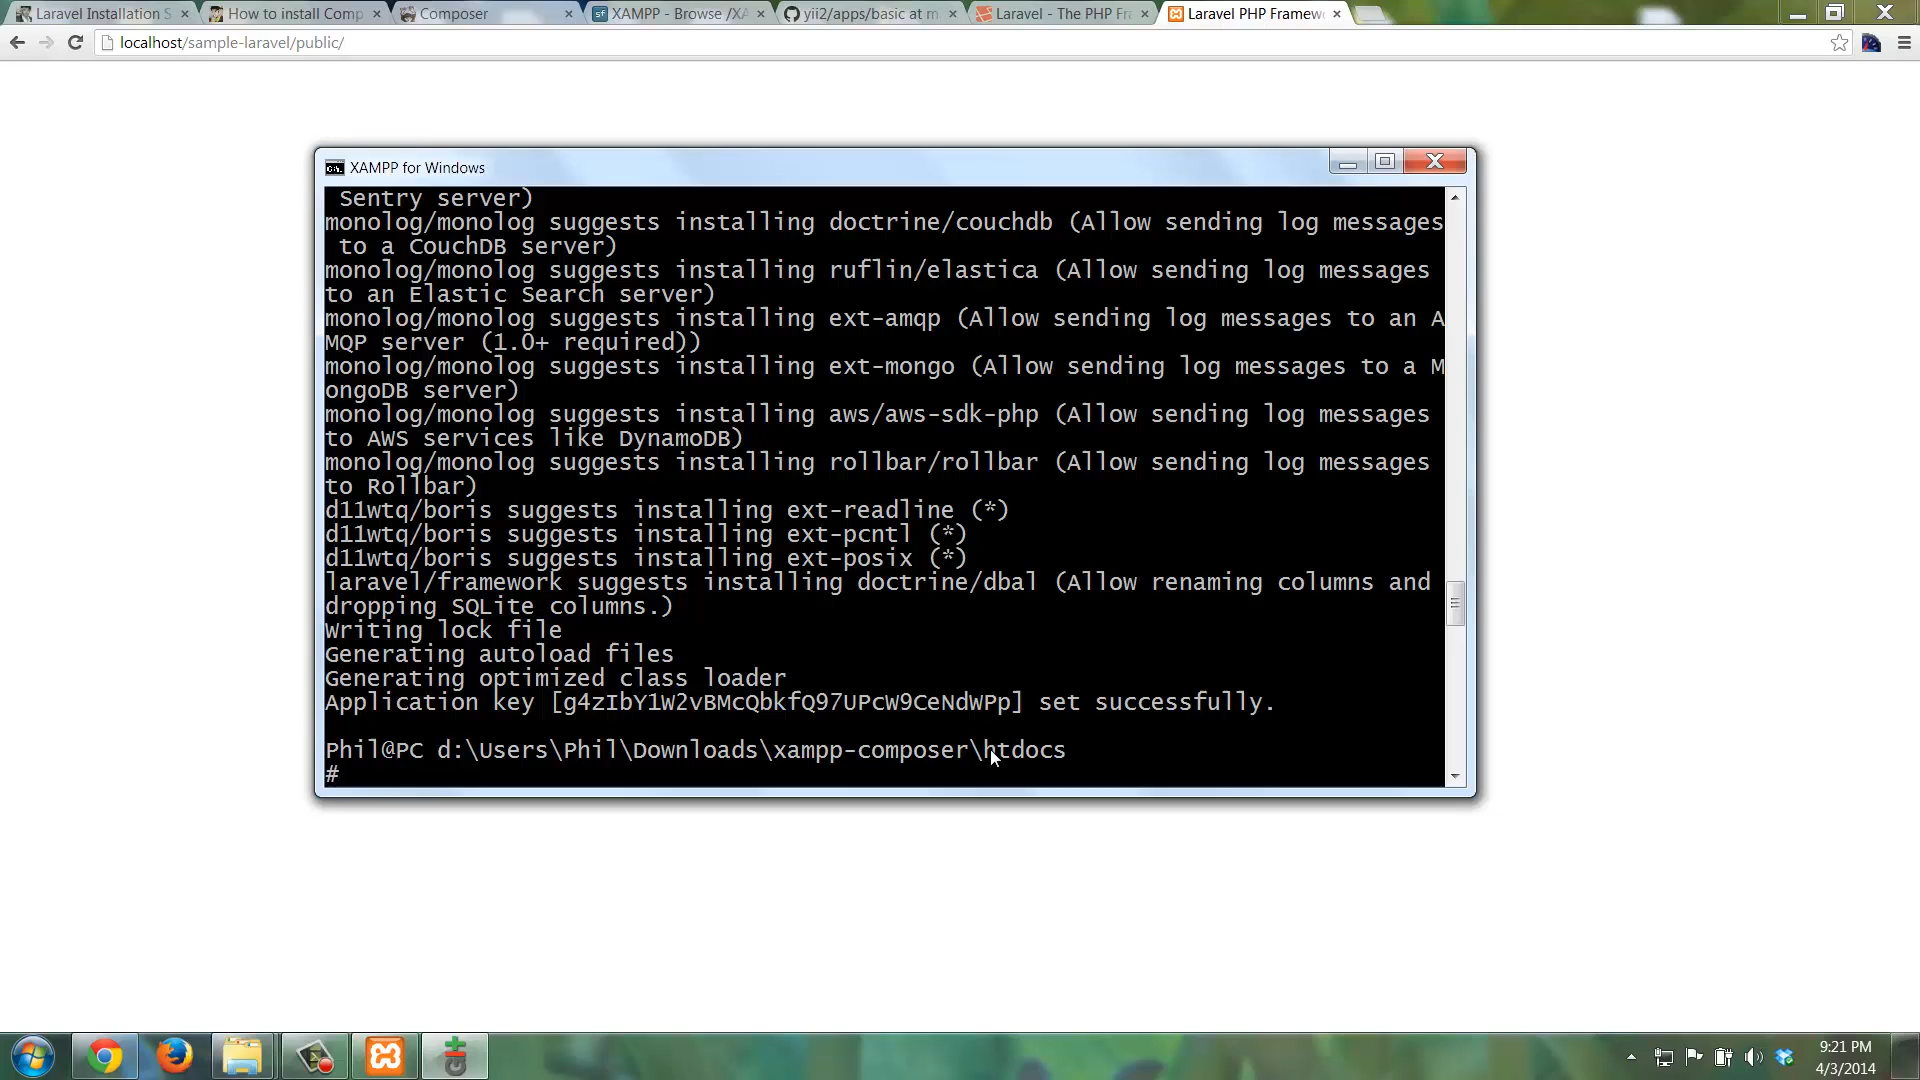 Laravel Installation S
How to install Comp
Composer
XAMPP - Browse /XA
yii2/apps/basic at m
Laravel - The PHP Fr
Laravel PHP Framew
localhost/sample-laravel/public/
XAMPP for Windows
Sentry server)
monolog/monolog suggests installing doctrine/couchdb (Allow sending log messages
to a CouchDB server)
monolog/monolog suggests installing ruflin/elastica (Allow sending log messages
to an Elastic Search server)
monolog/monolog suggests installing ext-amqp (Allow sending log messages to an A
MQP server (1.0+ required))
monolog/monolog suggests installing ext-mongo (Allow sending log messages to a M
ongoDB server)
monolog/monolog suggests installing aws/aws-sdk-php (Allow sending log messages
to AWS services like DynamoDB)
monolog/monolog suggests installing rollbar/rollbar (Allow sending log messages
to Rollbar)
d11wtq/boris suggests installing ext-readline (*)
d11wtq/boris suggests installing ext-pcntl (*)
d11wtq/boris suggests installing ext-posix (*)
laravel/framework suggests installing doctrine/dbal (Allow renaming columns and
dropping SQLite columns.)
Writing lock file
Generating autoload files
Generating optimized class loader
Application key [g4zIbY1W2vBMcQbkfQ97UPcW9CeNdWPp] set successfully.
Phil@PC d:\Users\Phil\Downloads\xampp-composer\htdocs
#
9:21 PM
4/3/2014